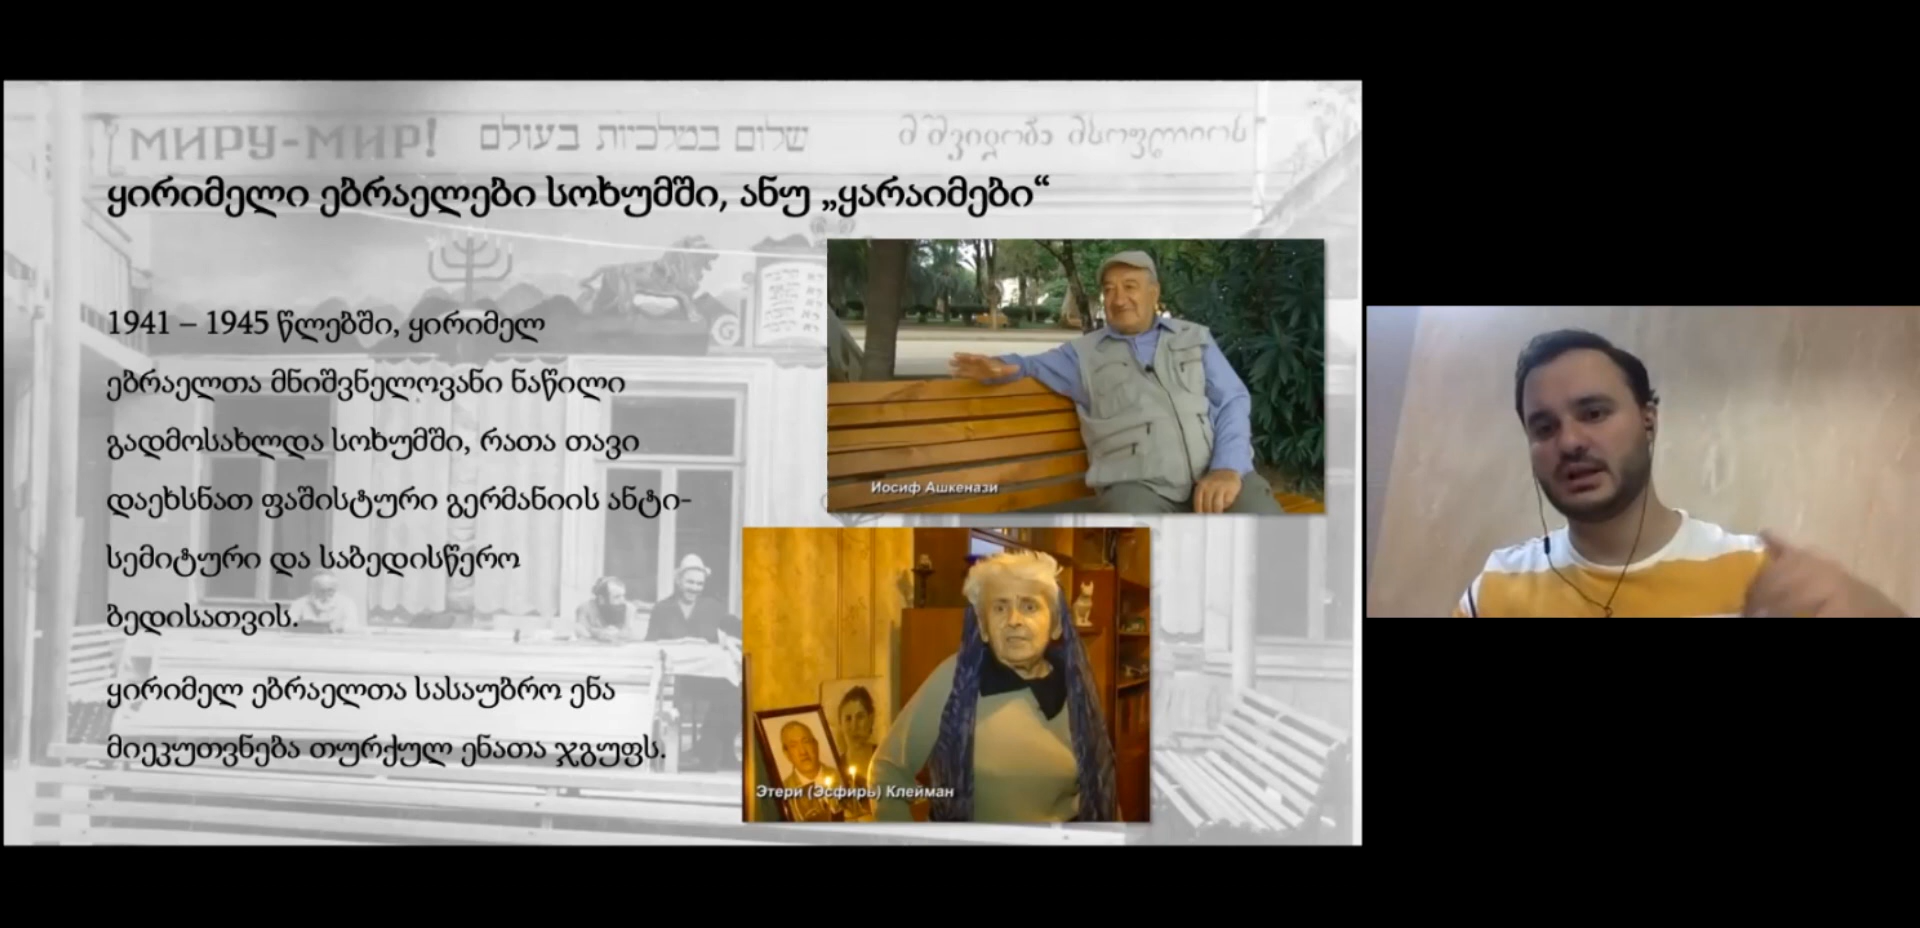 МИРУ-МИР! שלום במלכיות בעולם მშვიდობა მსოფლიოს
ყირიმელი ებრაელები სოხუმში, ანუ „ყარაიმები“
1941 – 1945 წლებში, ყირიმელ
ებრაელთა მნიშვნელოვანი ნაწილი
გადმოსახლდა სოხუმში, რათა თავი
დაეხსნათ ფაშისტური გერმანიის ანტი-
სემიტური და საბედისწერო
ბედისათვის.
ყირიმელ ებრაელთა სასაუბრო ენა
მიეკუთვნება თურქულ ენათა ჯგუფს.
Иосиф Ашкенази
Этери (Эсфирь) Клейман